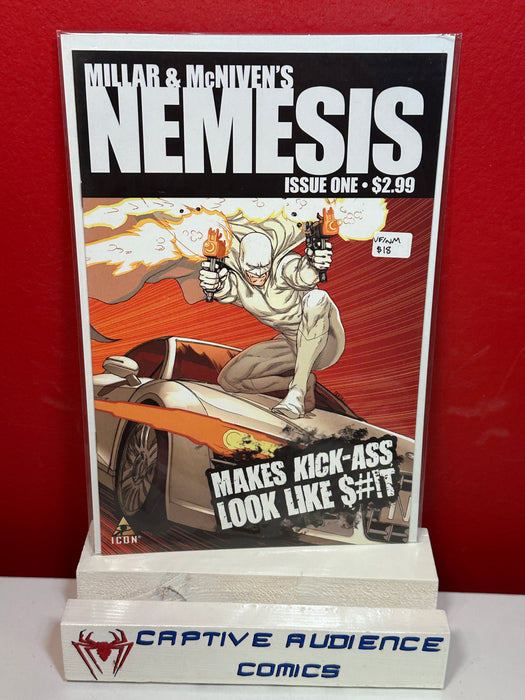 MILLAR & McNIVEN'S
NEMESIS
ISSUE ONE • $2.99
VF/NM
$18
MAKES KICK-ASS
LOOK LIKE $#!T
ICON
CAPTIVE AUDIENCE
COMICS